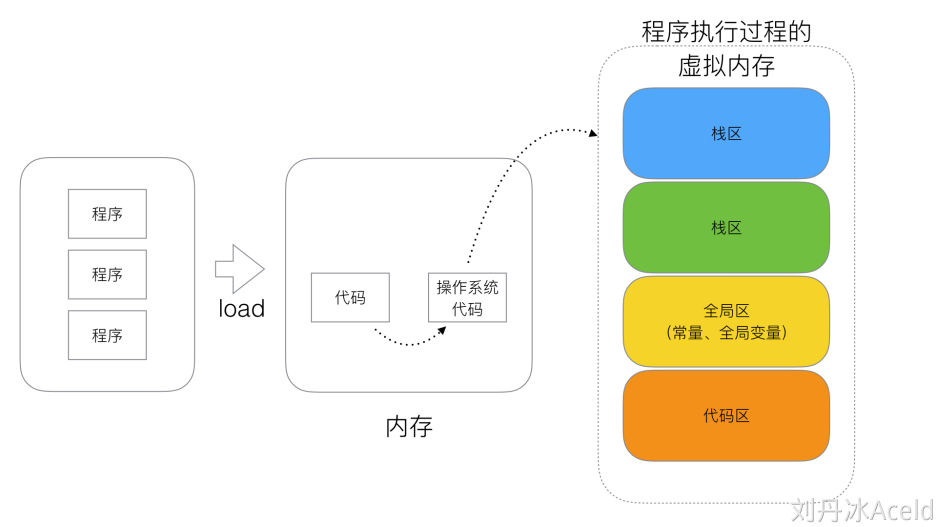 程序执行过程的
虚拟内存
栈区
栈区
全局区
(常量、全局变量)
代码区
程序
程序
程序
load
代码
操作系统
代码
内存
刘丹冰Aceld